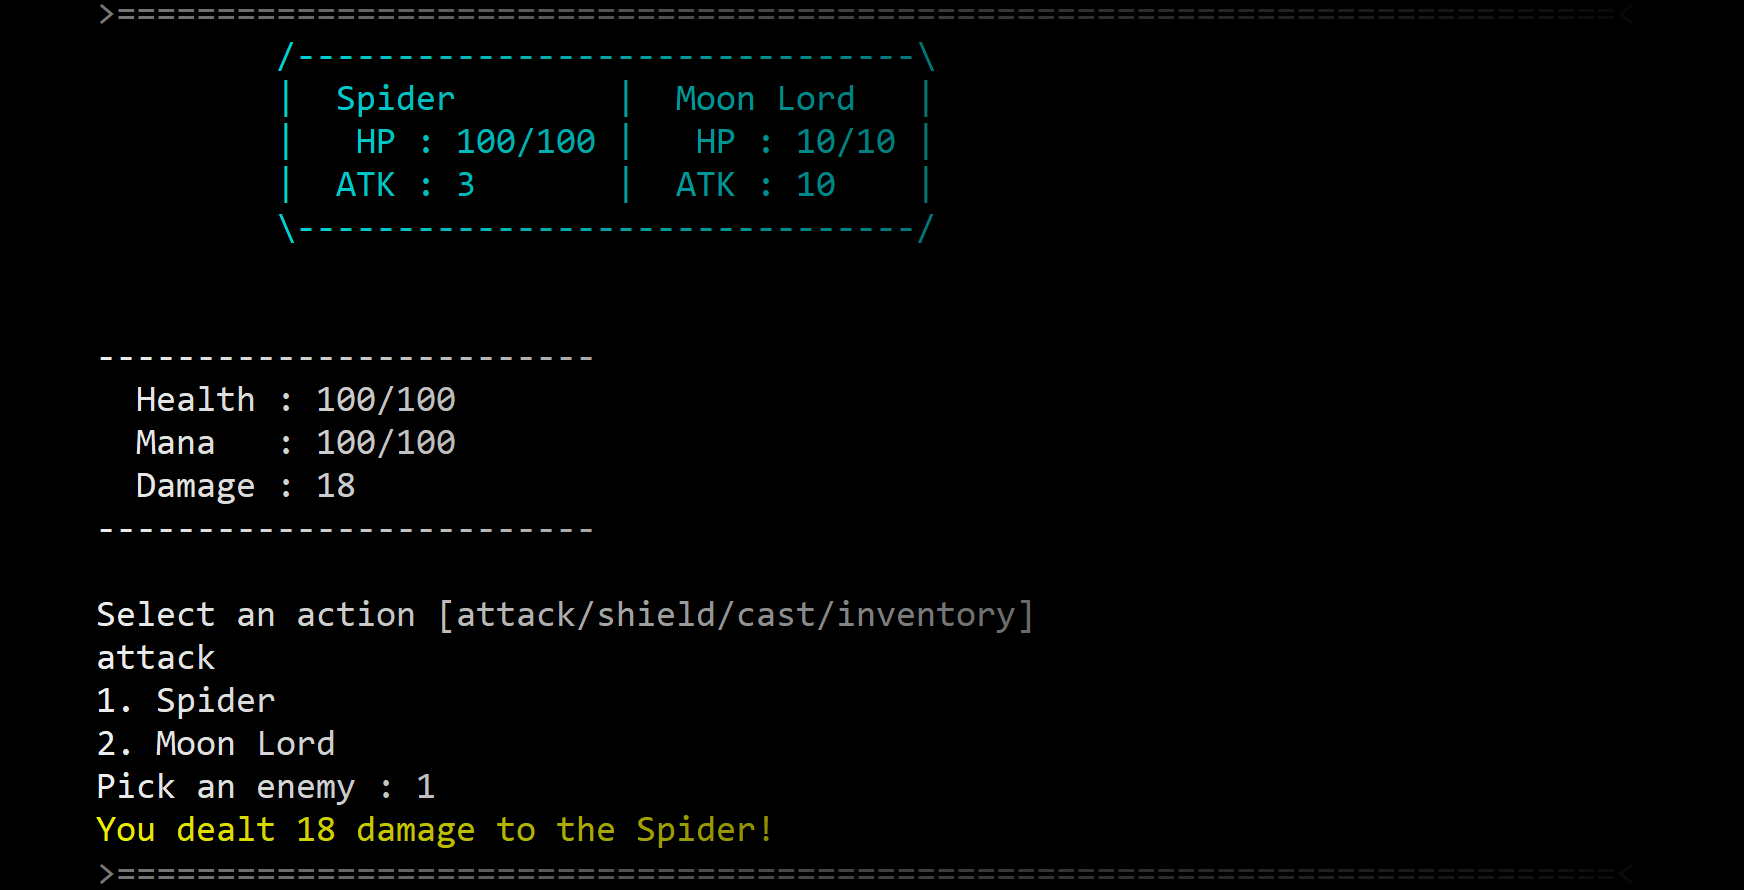 >===========================================================================<
/-------------------------------\
|  Spider        |  Moon Lord   |
|   HP : 100/100 |   HP : 10/10 |
|  ATK : 3       |  ATK : 10    |
\-------------------------------/
-------------------------
Health : 100/100
Mana   : 100/100
Damage : 18
-------------------------
Select an action [attack/shield/cast/inventory]
attack
1. Spider
2. Moon Lord
Pick an enemy : 1
You dealt 18 damage to the Spider!
>===========================================================================<